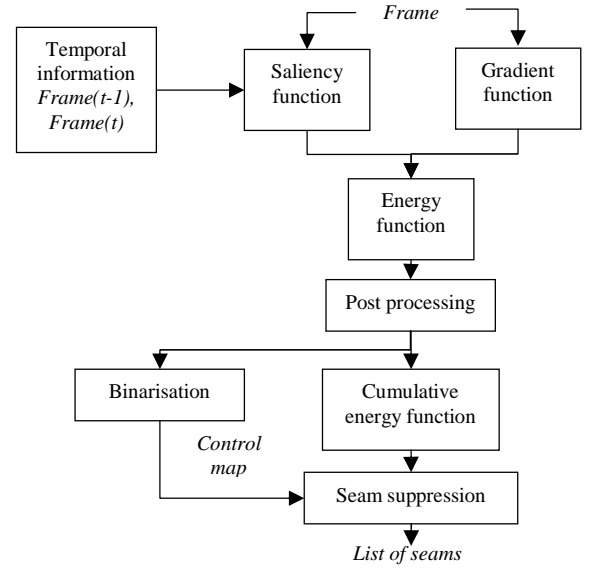 Frame
Temporal
information
Frame(t-1),
Frame(t)
Saliency
function
Gradient
function
Energy
function
Post processing
Binarisation
Cumulative
energy function
Control
map
Seam suppression
List of seams